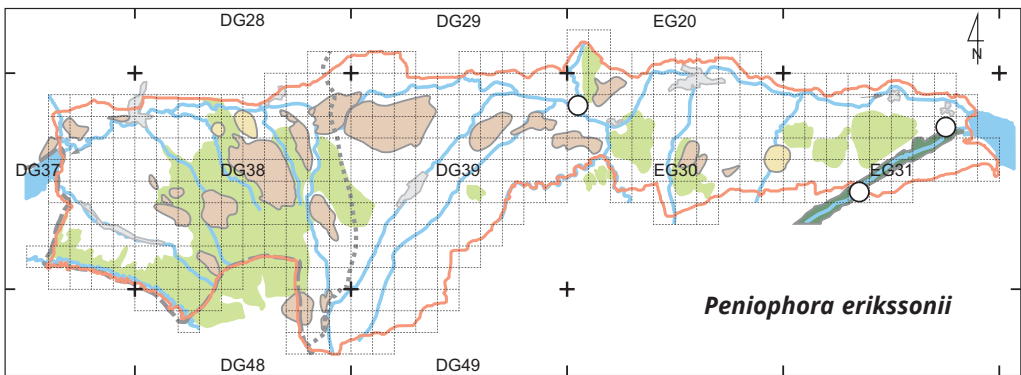 DG28 DG29 EG20
N
DG37 DG38 DG39 EG30 EG31
Peniophora erikssonii
DG48 DG49